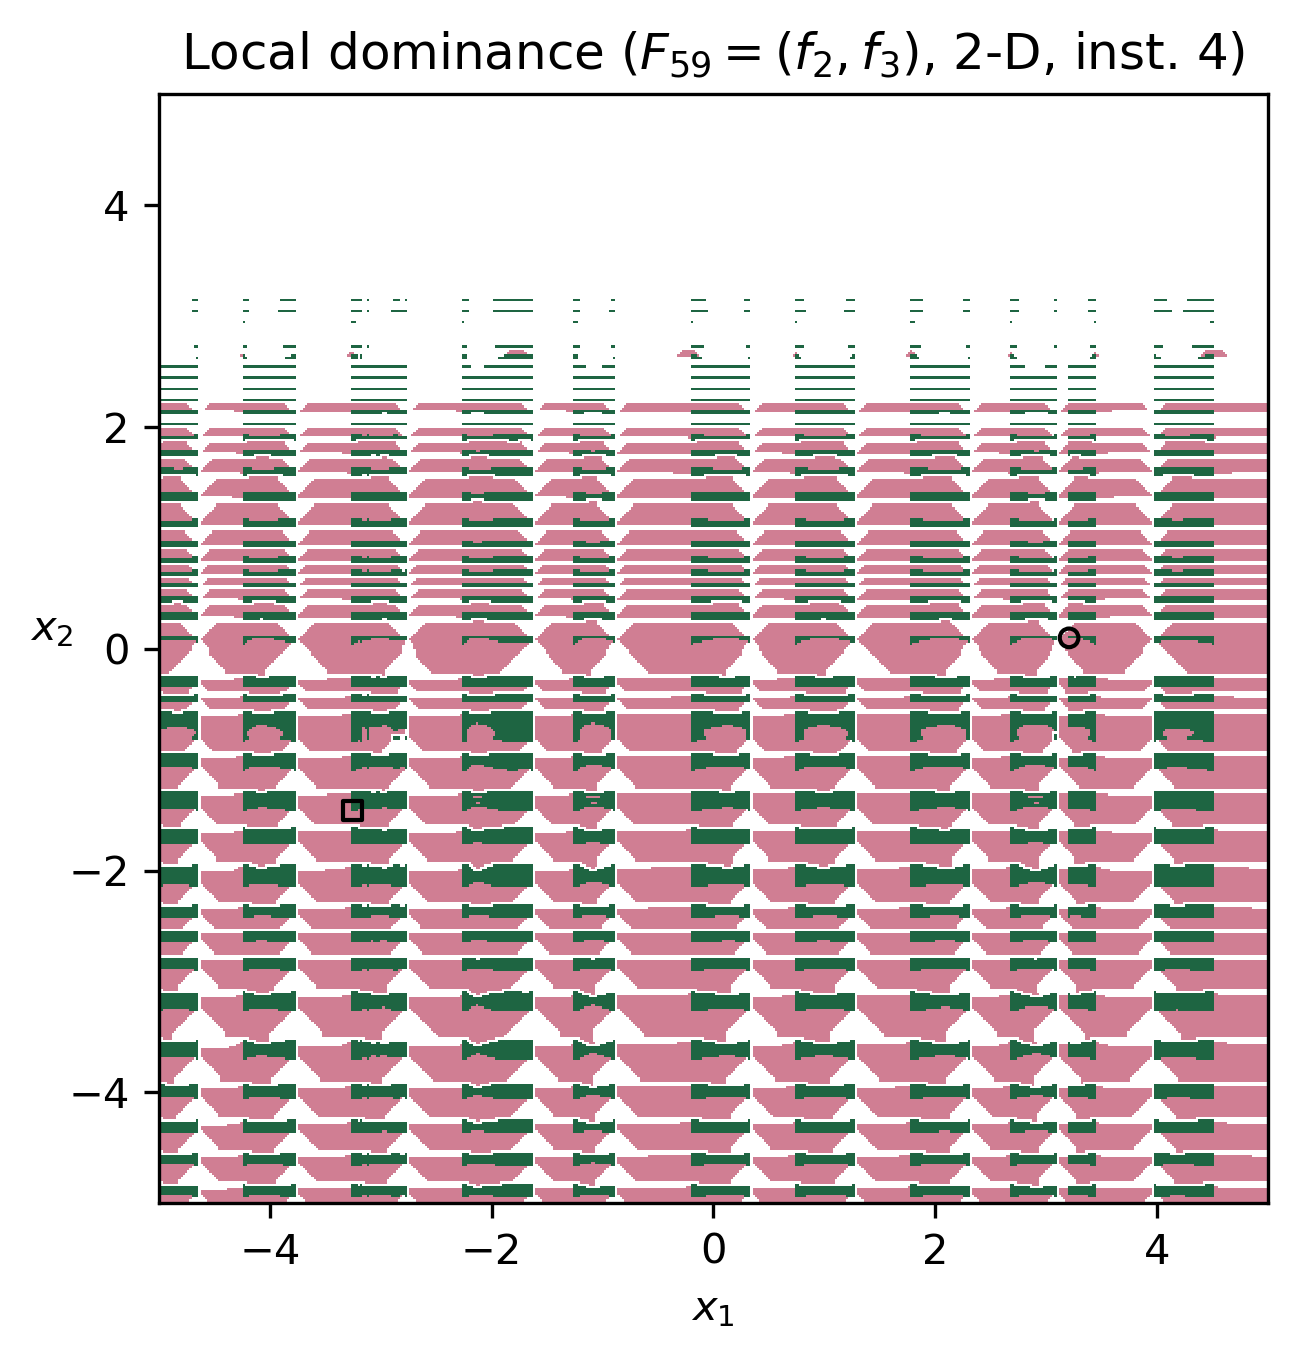 Local dominance (F₅₉ = (f₂, f₃), 2-D, inst. 4)
4
2
x₂
0
−2
−4
−4 −2 0 2 4
x₁